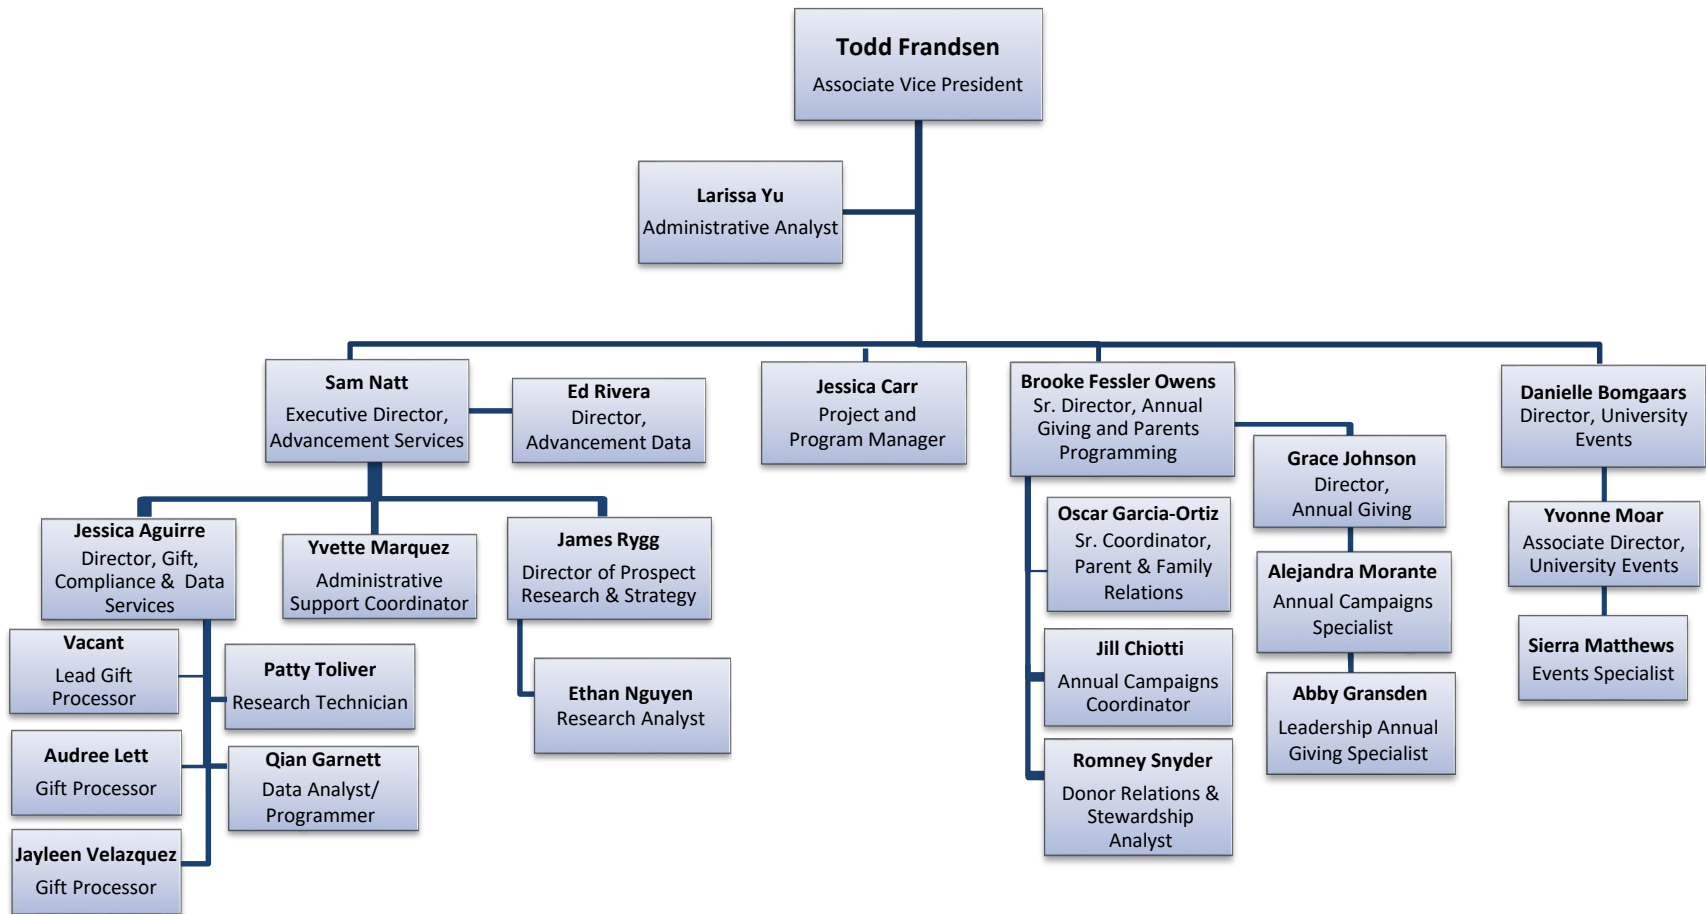 Todd Frandsen
Associate Vice President
Larissa Yu
Administrative Analyst
Sam Natt
Executive Director,
Advancement Services
Ed Rivera
Director,
Advancement Data
Jessica Carr
Project and
Program Manager
Brooke Fessler Owens
Sr. Director, Annual
Giving and Parents
Programming
Danielle Bomgaars
Director, University
Events
Grace Johnson
Director,
Annual Giving
Jessica Aguirre
Director, Gift,
Compliance & Data
Services
Yvette Marquez
Administrative
Support Coordinator
James Rygg
Director of Prospect
Research & Strategy
Oscar Garcia-Ortiz
Sr. Coordinator,
Parent & Family
Relations
Alejandra Morante
Annual Campaigns
Specialist
Yvonne Moar
Associate Director,
University Events
Vacant
Lead Gift
Processor
Patty Toliver
Research Technician
Ethan Nguyen
Research Analyst
Jill Chiotti
Annual Campaigns
Coordinator
Abby Gransden
Leadership Annual
Giving Specialist
Sierra Matthews
Events Specialist
Audree Lett
Gift Processor
Qian Garnett
Data Analyst/
Programmer
Romney Snyder
Donor Relations &
Stewardship
Analyst
Jayleen Velazquez
Gift Processor